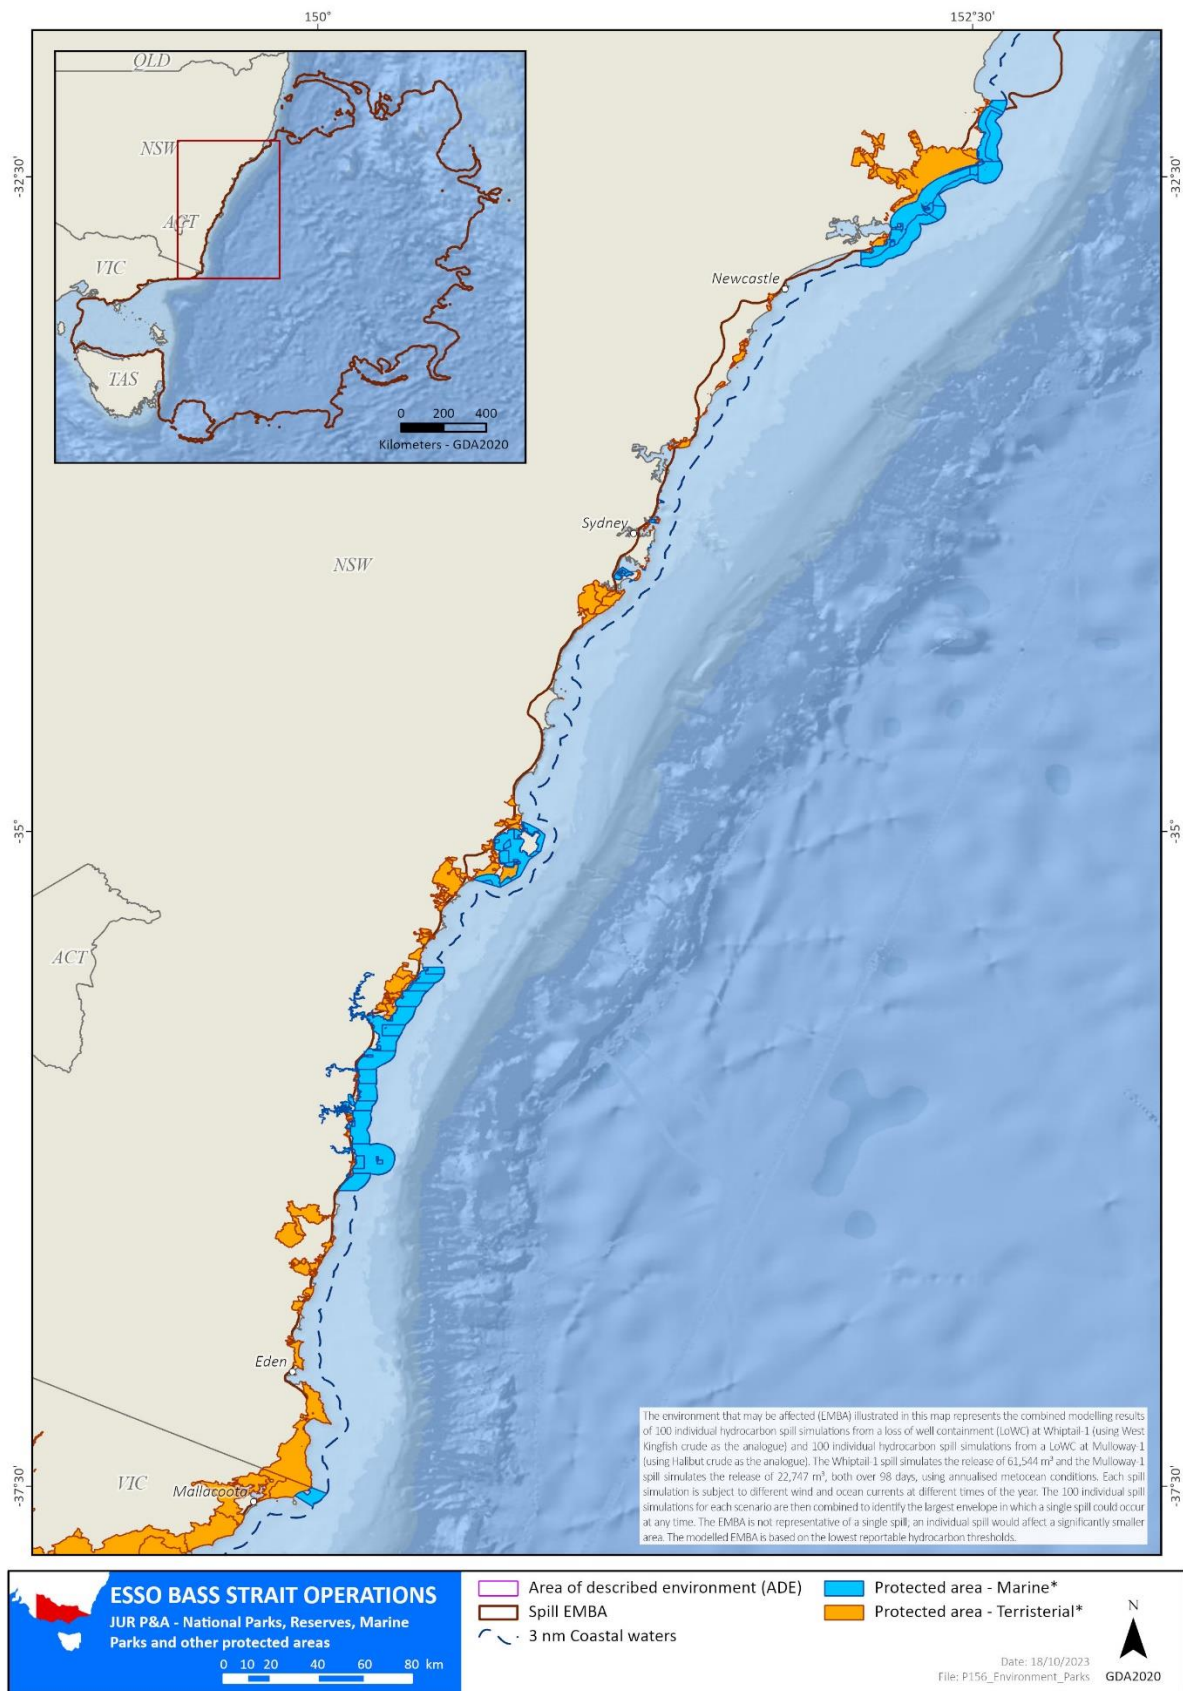 150°
152°30'
QLD
NSW
ACT
VIC
TAS
0 200 400
Kilometers - GDA2020
-32°30'
-32°30'
Newcastle
Sydney
NSW
-35°
-35°
ACT
Eden
VIC
Mallacoota
-37°30'
-37°30'
The environment that may be affected (EMBA) illustrated in this map represents the combined modelling results
of 100 individual hydrocarbon spill simulations from a loss of well containment (LoWC) at Whiptail-1 (using West
Kingfish crude as the analogue) and 100 individual hydrocarbon spill simulations from a LoWC at Mulloway-1
(using Halibut crude as the analogue). The Whiptail-1 spill simulates the release of 61,544 m³ and the Mulloway-1
spill simulates the release of 22,747 m³, both over 98 days, using annualised metocean conditions. Each spill
simulation is subject to different wind and ocean currents at different times of the year. The 100 individual spill
simulations for each scenario are then combined to identify the largest envelope in which a single spill could occur
at any time. The EMBA is not representative of a single spill; an individual spill would affect a significantly smaller
area. The modelled EMBA is based on the lowest reportable hydrocarbon thresholds.
ESSO BASS STRAIT OPERATIONS
JUR P&A - National Parks, Reserves, Marine
Parks and other protected areas
0 10 20 40 60 80 km
Area of described environment (ADE)
Spill EMBA
3 nm Coastal waters
Protected area - Marine*
Protected area - Terristerial*
N
Date: 18/10/2023
File: P156_Environment_Parks
GDA2020